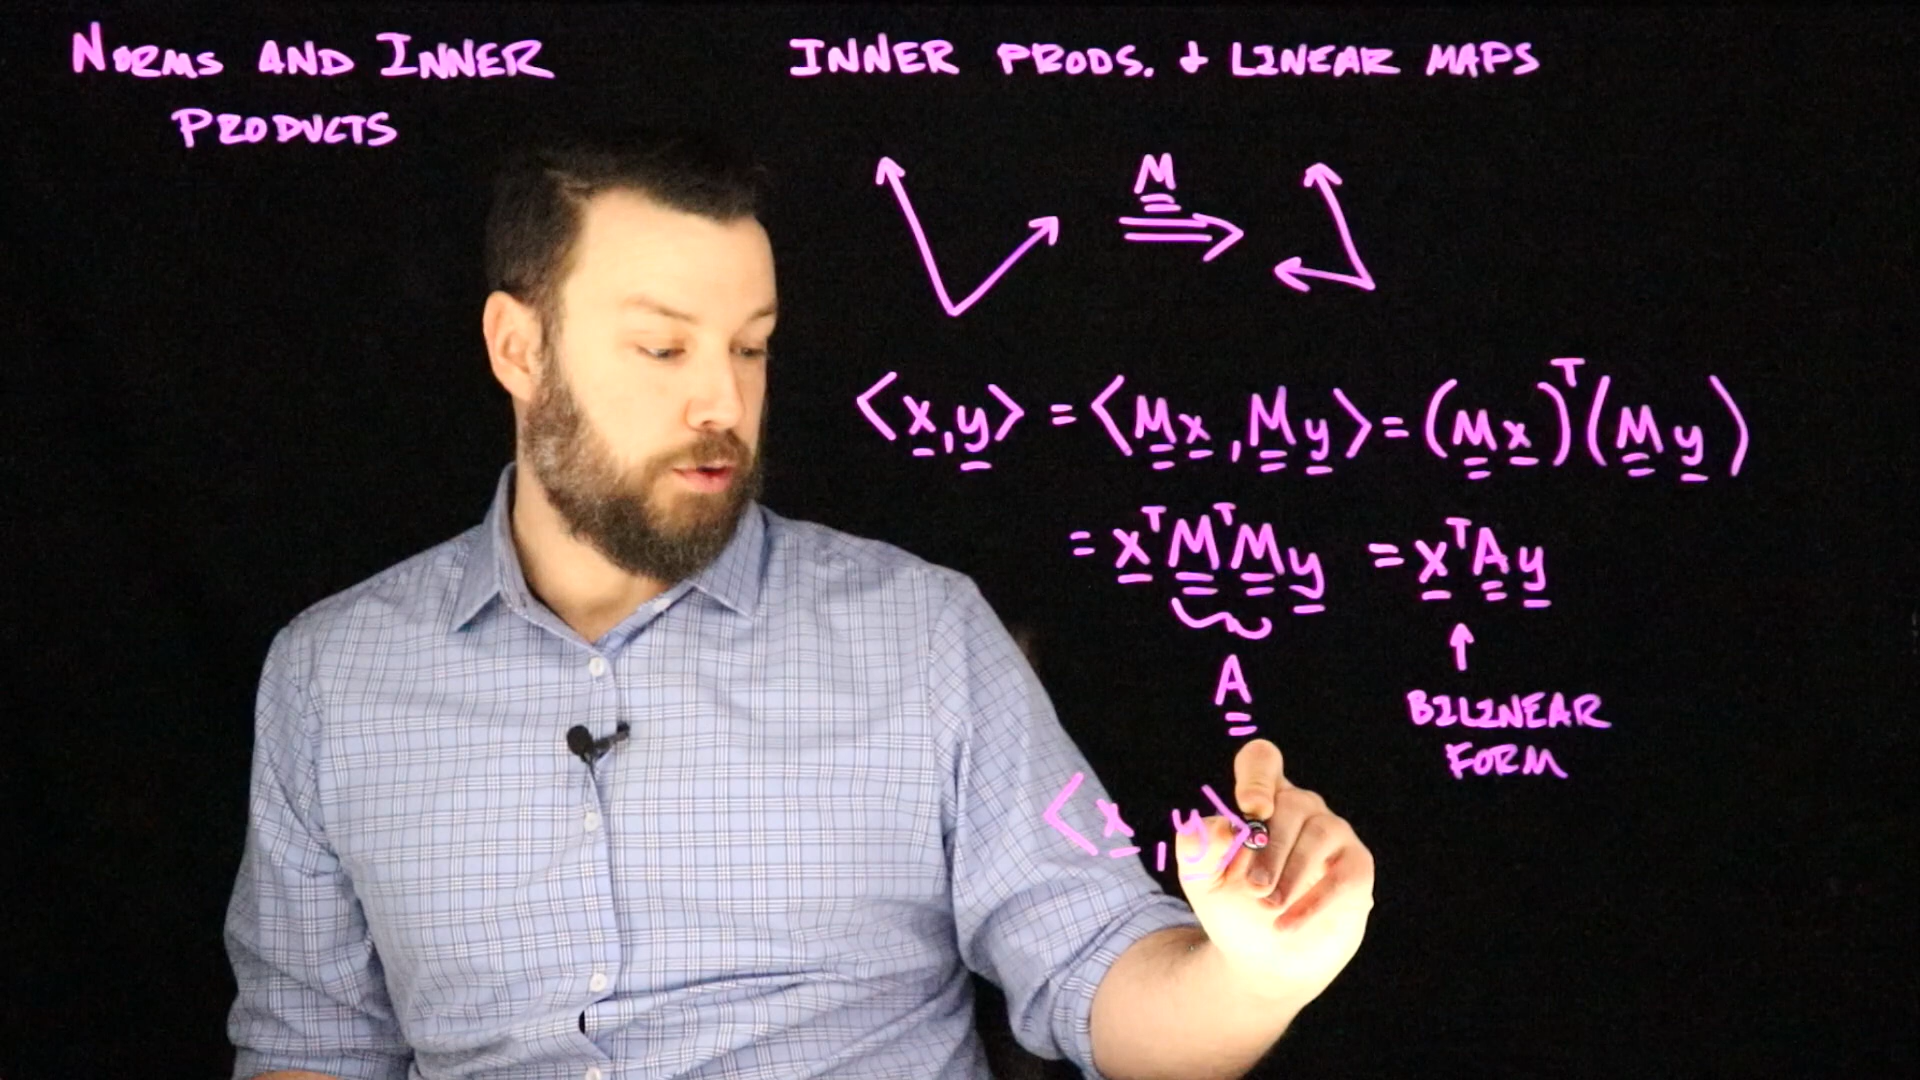 NORMS AND INNER
PRODUCTS
INNER PRODS. + LINEAR MAPS
M
<x,y> = <Mx,My> = (Mx)ᵀ(My)
= xᵀMᵀMy = xᵀAy
A
BILINEAR
FORM
<x,y>